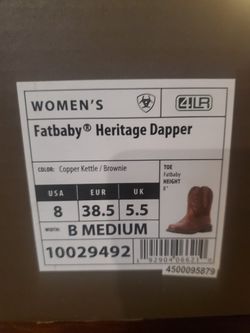 WOMEN'S
4LR
Fatbaby® Heritage Dapper
COLOR: Copper Kettle / Brownie
TOE
Fatbaby
HEIGHT
8"
USA EUR UK
8 38.5 5.5
WIDTH: B MEDIUM
10029492
4500095879